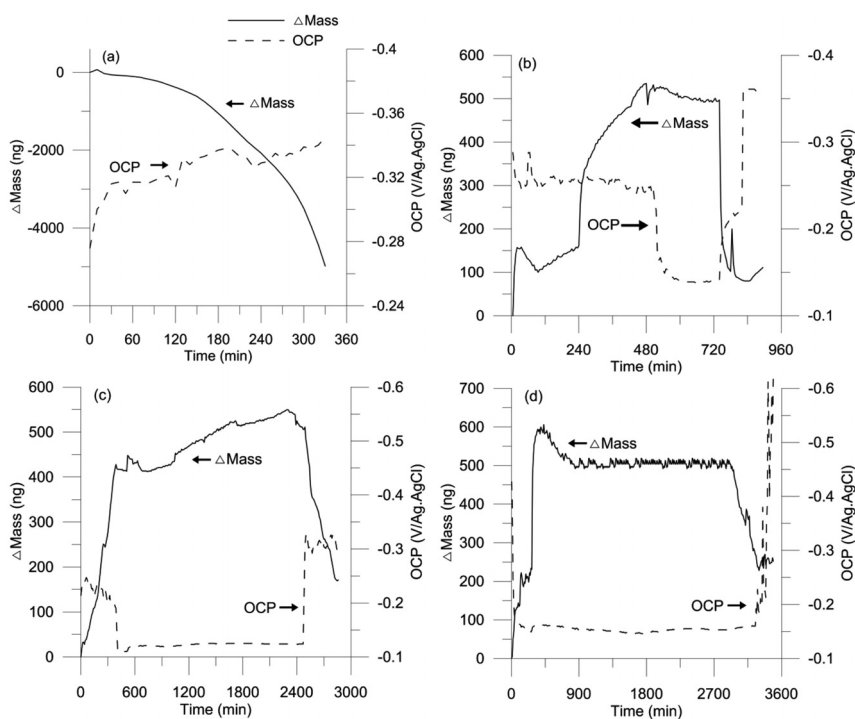 △Mass
OCP
(a)
-0.4
-0.36
-0.32
-0.28
-0.24
OCP (V/Ag.AgCl)
0
-2000
-4000
-6000
△Mass (ng)
△Mass
OCP
0 60 120 180 240 300 360
Time (min)
(b)
600
500
400
300
200
100
0
△Mass (ng)
-0.4
-0.3
-0.2
-0.1
OCP (V/Ag.AgCl)
△Mass
OCP
0 240 480 720 960
Time (min)
(c)
600
500
400
300
200
100
0
△Mass (ng)
-0.6
-0.5
-0.4
-0.3
-0.2
-0.1
OCP (V/Ag.AgCl)
△Mass
OCP
0 600 1200 1800 2400 3000
Time (min)
(d)
700
600
500
400
300
200
100
0
△Mass (ng)
-0.6
-0.5
-0.4
-0.3
-0.2
-0.1
OCP (V/Ag.AgCl)
△Mass
OCP
0 900 1800 2700 3600
Time (min)